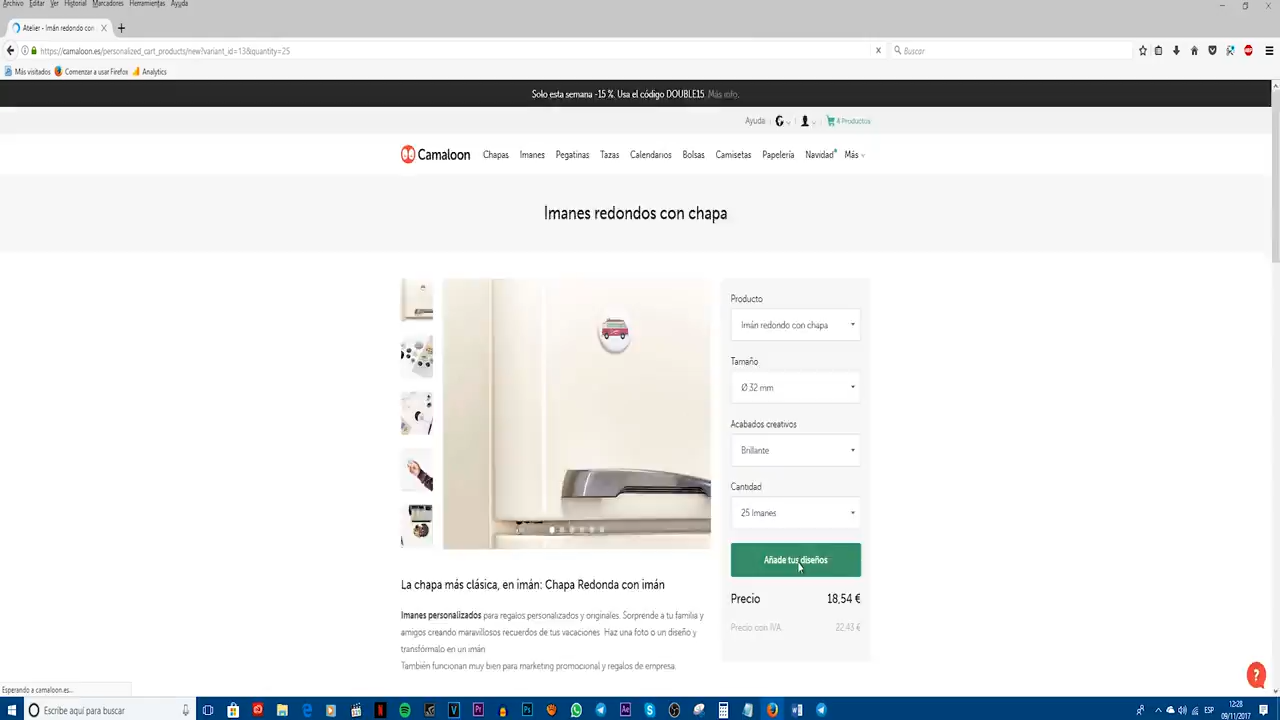 Archivo Editar Ver Historial Marcadores Herramientas Ayuda
Atelier - Imán redondo con
https://camaloon.es/personalized_cart_products/new?variant_id=13&quantity=25
Buscar
Más visitados Comenzar a usar Firefox Analytics
Solo esta semana -15 %. Usa el código DOUBLE15. Más info.
Ayuda
4 Productos
Camaloon Chapas Imanes Pegatinas Tazas Calendarios Bolsas Camisetas Papelería Navidad* Más
Imanes redondos con chapa
Producto
Imán redondo con chapa
Tamaño
Ø 32 mm
Acabados creativos
Brillante
Cantidad
25 Imanes
Añade tus diseños
Precio 18,54 €
Precio con IVA 22,43 €
La chapa más clásica, en imán: Chapa Redonda con imán
Imanes personalizados para regalos personalizados y originales. Sorprende a tu familia y
amigos creando maravillosos recuerdos de tus vacaciones. Haz una foto o un diseño y
transfórmalo en un imán
También funcionan muy bien para marketing promocional y regalos de empresa.
?
Esperando a camaloon.es...
Escribe aquí para buscar
ESP
12:28
09/11/2017